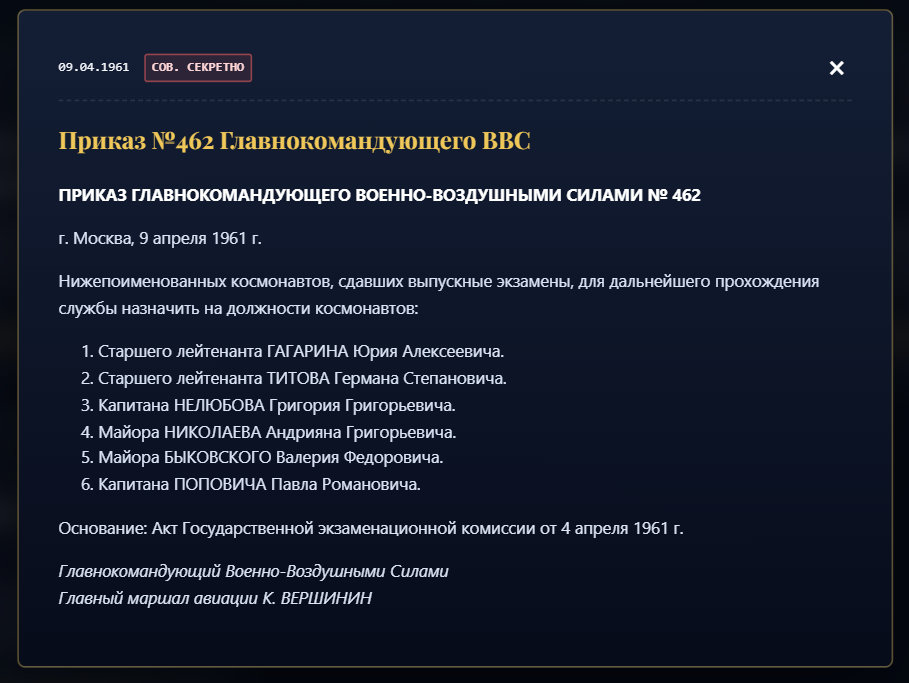 09.04.1961 СОВ. СЕКРЕТНО
Приказ №462 Главнокомандующего ВВС
ПРИКАЗ ГЛАВНОКОМАНДУЮЩЕГО ВОЕННО-ВОЗДУШНЫМИ СИЛАМИ № 462
г. Москва, 9 апреля 1961 г.
Нижепоименованных космонавтов, сдавших выпускные экзамены, для дальнейшего прохождения
службы назначить на должности космонавтов:
1. Старшего лейтенанта ГАГАРИНА Юрия Алексеевича.
2. Старшего лейтенанта ТИТОВА Германа Степановича.
3. Капитана НЕЛЮБОВА Григория Григорьевича.
4. Майора НИКОЛАЕВА Андрияна Григорьевича.
5. Майора БЫКОВСКОГО Валерия Федоровича.
6. Капитана ПОПОВИЧА Павла Романовича.
Основание: Акт Государственной экзаменационной комиссии от 4 апреля 1961 г.
Главнокомандующий Военно-Воздушными Силами
Главный маршал авиации К. ВЕРШИНИН